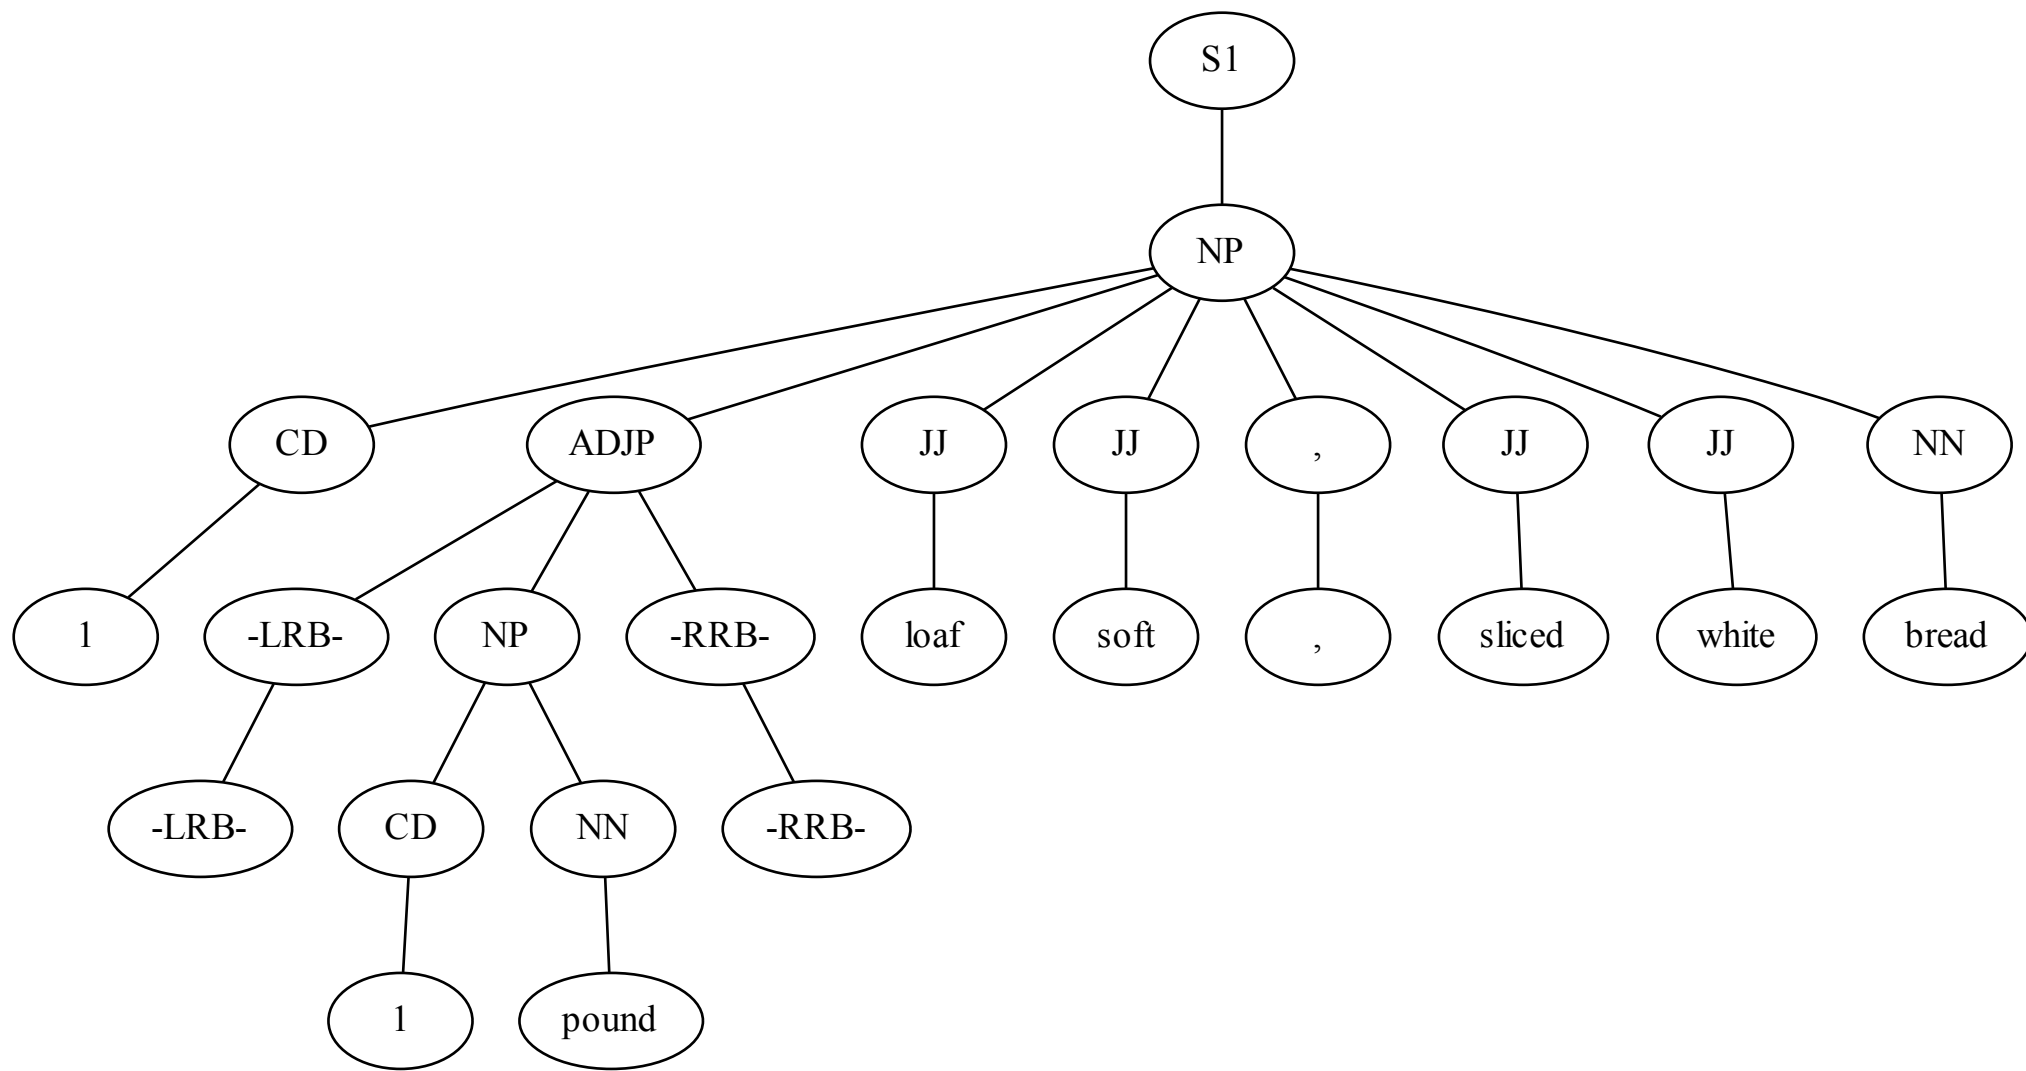 S1
NP
CD ADJP JJ JJ , JJ JJ NN
1 -LRB- NP -RRB- loaf soft , sliced white bread
-LRB- CD NN -RRB-
1 pound